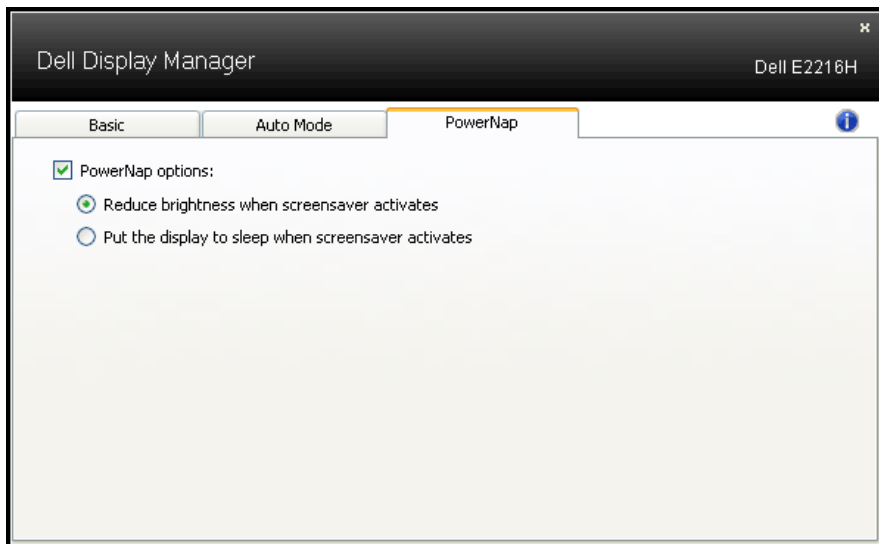 Dell Display Manager
Dell E2216H
Basic
Auto Mode
PowerNap
PowerNap options:
Reduce brightness when screensaver activates
Put the display to sleep when screensaver activates